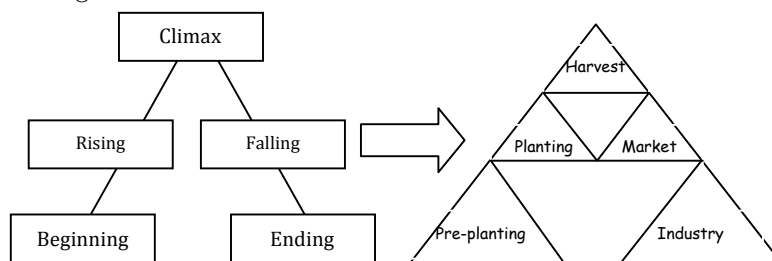 Climax
Rising
Falling
Beginning
Ending
Harvest
Planting
Market
Pre-planting
Industry